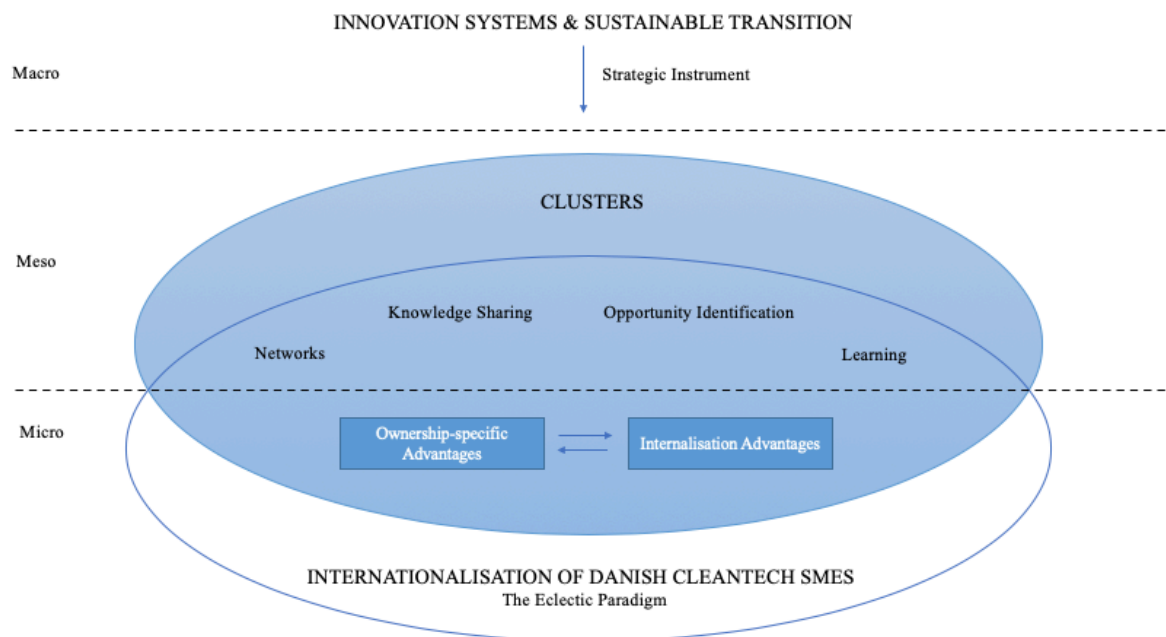 INNOVATION SYSTEMS & SUSTAINABLE TRANSITION
Macro
Strategic Instrument
CLUSTERS
Meso
Knowledge Sharing
Opportunity Identification
Networks
Learning
Micro
Ownership-specific
Advantages
Internalisation Advantages
INTERNATIONALISATION OF DANISH CLEANTECH SMES
The Eclectic Paradigm